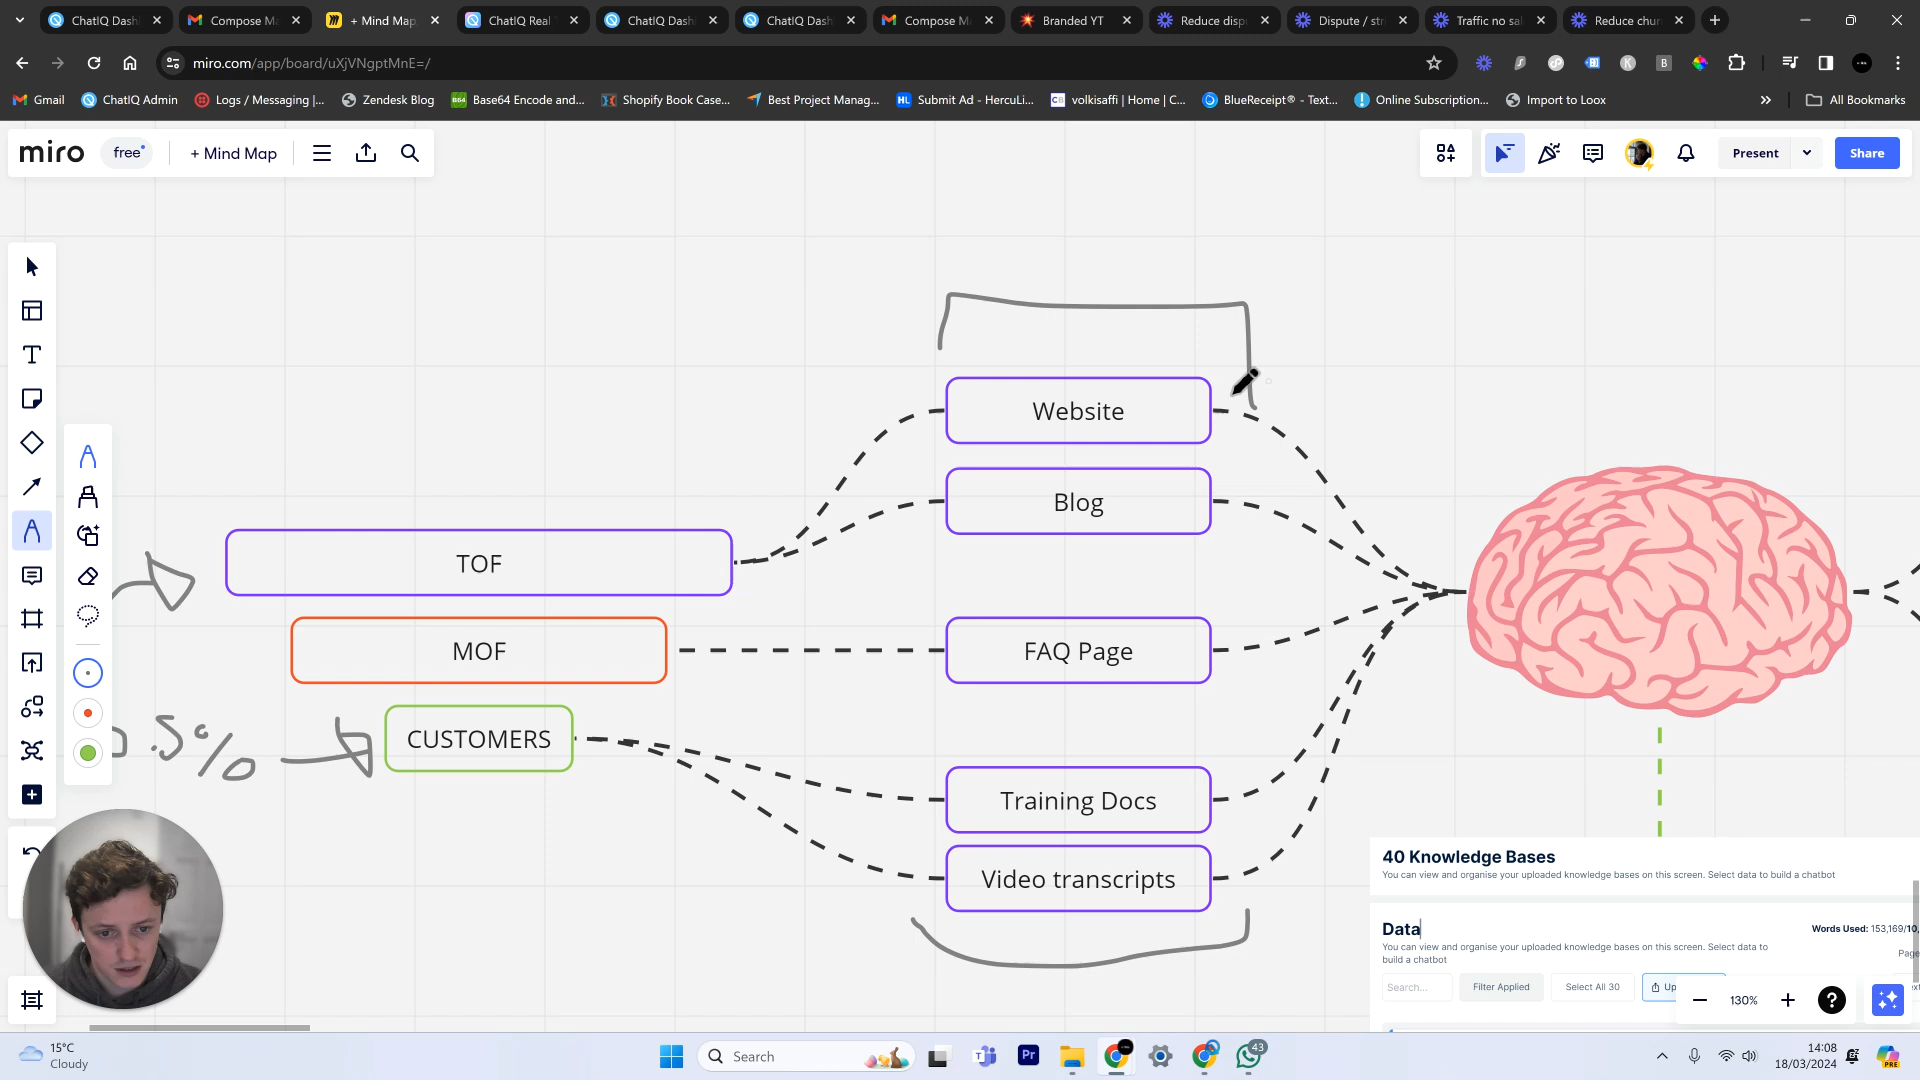 ChatIQ Dash
Compose Ma
+ Mind Map,
ChatIQ Real
ChatIQ Dash
ChatIQ Dash
Compose Ma
Branded YT
Reduce disp
Dispute / str
Traffic no sal
Reduce chur
miro.com/app/board/uXjVNgptMnE=/
Gmail
ChatIQ Admin
Logs / Messaging |...
Zendesk Blog
Base64 Encode and...
Shopify Book Case...
Best Project Manag...
Submit Ad - HercuLi...
volkisaffi | Home | C...
BlueReceipt® - Text...
Online Subscription...
Import to Loox
All Bookmarks
miro
free
+ Mind Map
Present
Share
Website
Blog
TOF
MOF
FAQ Page
CUSTOMERS
.5%
Training Docs
Video transcripts
40 Knowledge Bases
You can view and organise your uploaded knowledge bases on this screen. Select data to build a chatbot
Data
Words Used: 153,169/10,
You can view and organise your uploaded knowledge bases on this screen. Select data to
build a chatbot
Page
Search...
Filter Applied
Select All 30
Up
130%
15°C
Cloudy
Search
43
14:08
18/03/2024